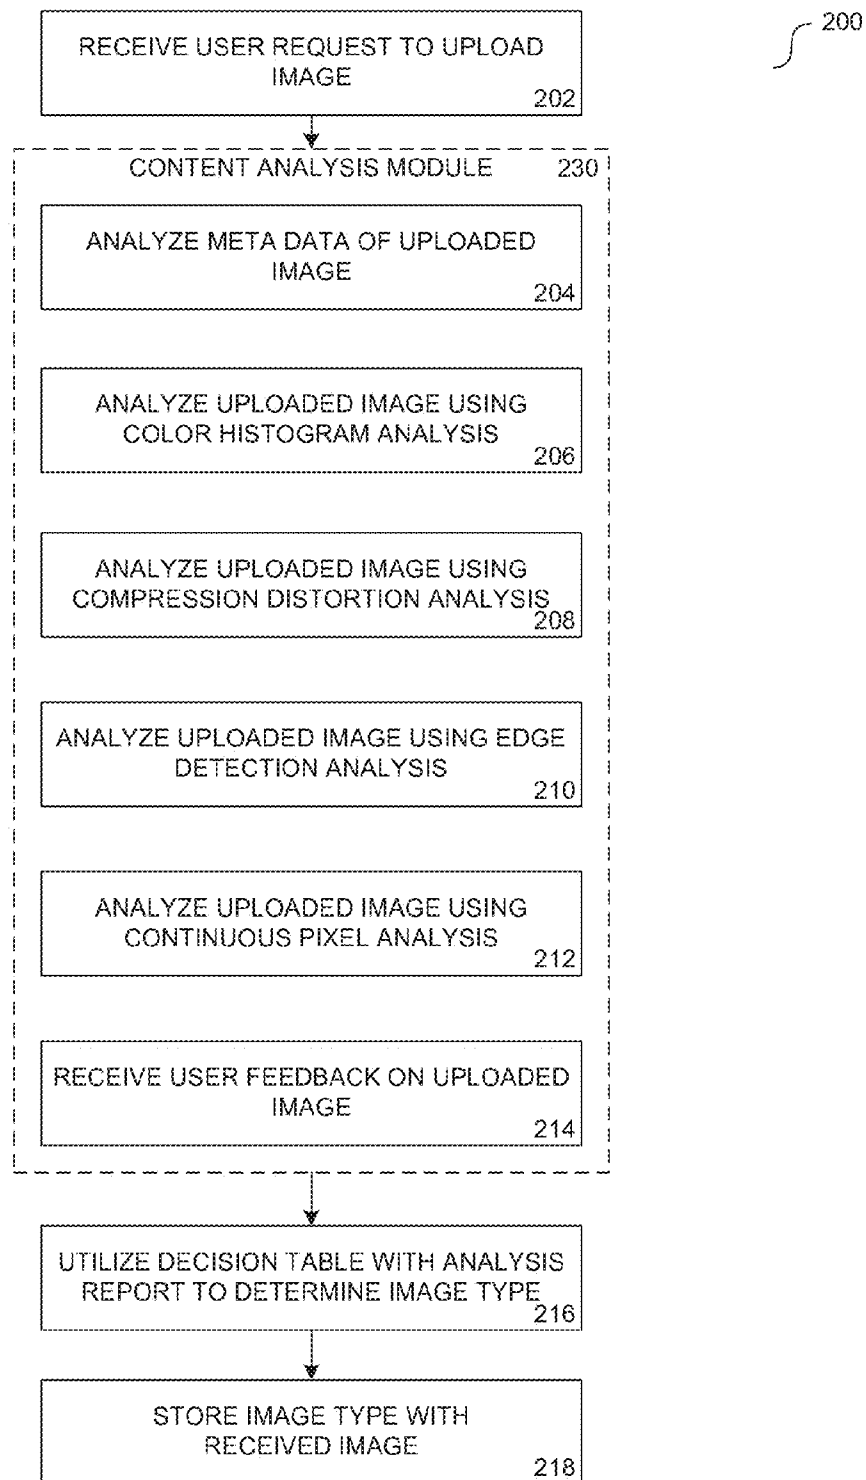 200
RECEIVE USER REQUEST TO UPLOAD
IMAGE
202
CONTENT ANALYSIS MODULE 230
ANALYZE META DATA OF UPLOADED
IMAGE
204
ANALYZE UPLOADED IMAGE USING
COLOR HISTOGRAM ANALYSIS
206
ANALYZE UPLOADED IMAGE USING
COMPRESSION DISTORTION ANALYSIS
208
ANALYZE UPLOADED IMAGE USING EDGE
DETECTION ANALYSIS
210
ANALYZE UPLOADED IMAGE USING
CONTINUOUS PIXEL ANALYSIS
212
RECEIVE USER FEEDBACK ON UPLOADED
IMAGE
214
UTILIZE DECISION TABLE WITH ANALYSIS
REPORT TO DETERMINE IMAGE TYPE
216
STORE IMAGE TYPE WITH
RECEIVED IMAGE
218